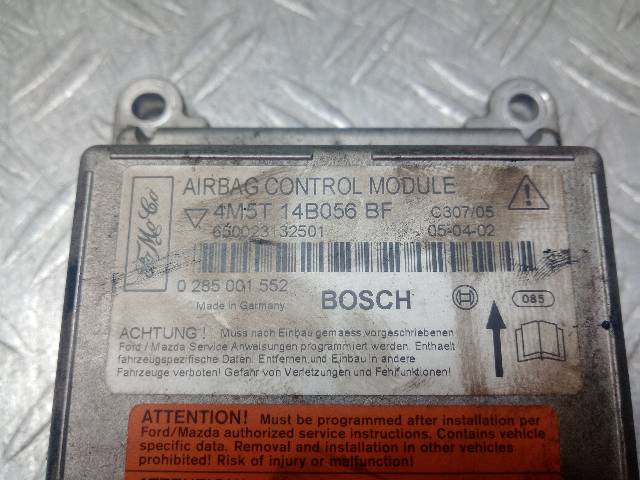 AIRBAG CONTROL MODULE
4M5T 14B056 BF C307/05
650023132501 05-04-02
0 285 001 552
Made in Germany BOSCH 085
ACHTUNG ! Muss nach Einbau gemaess vorgeschriebenen
Ford / Mazda Service Anweisungen programmiert werden. Enthaelt
fahrzeugspezifische Daten. Entfernen und Einbau in andere
Fahrzeuge verboten! Gefahr von Verletzungen und Fehlfunktionen!
ATTENTION! Must be programmed after installation per
Ford/Mazda authorized service instructions. Contains vehicle
specific data. Removal and installation in other vehicles
prohibited! Risk of injury or malfunction!